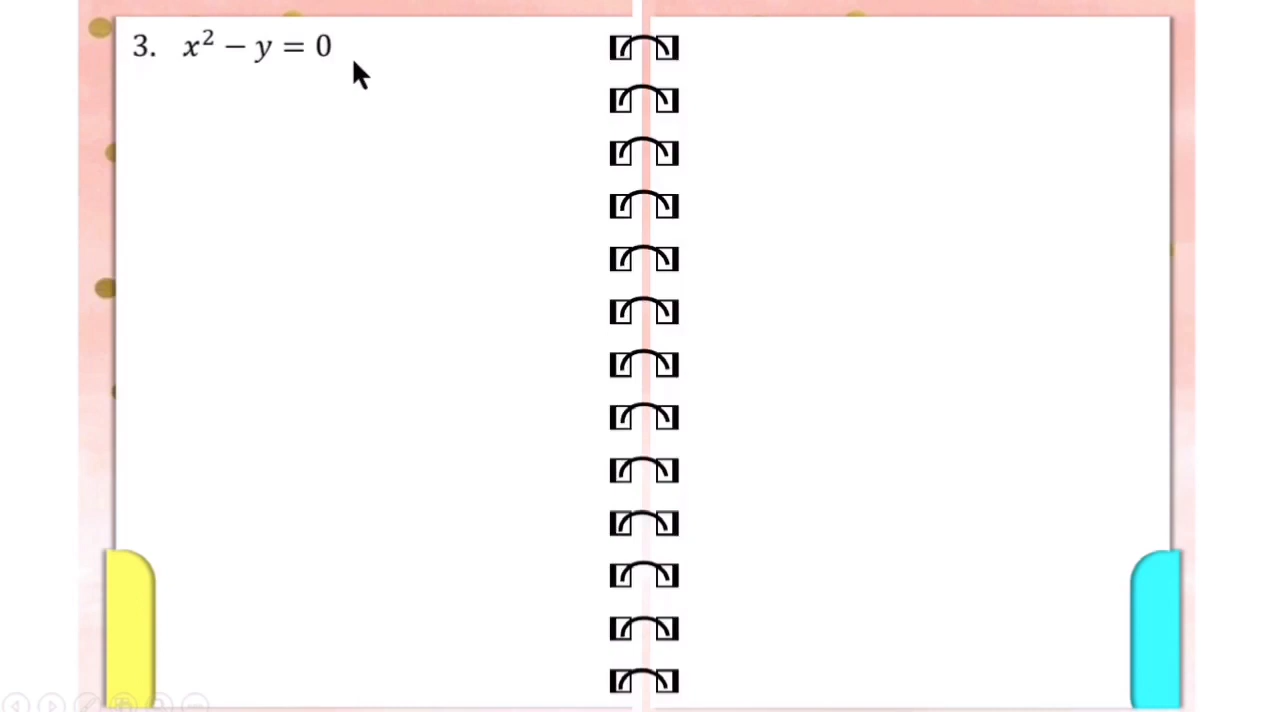 3. x² − y = 0